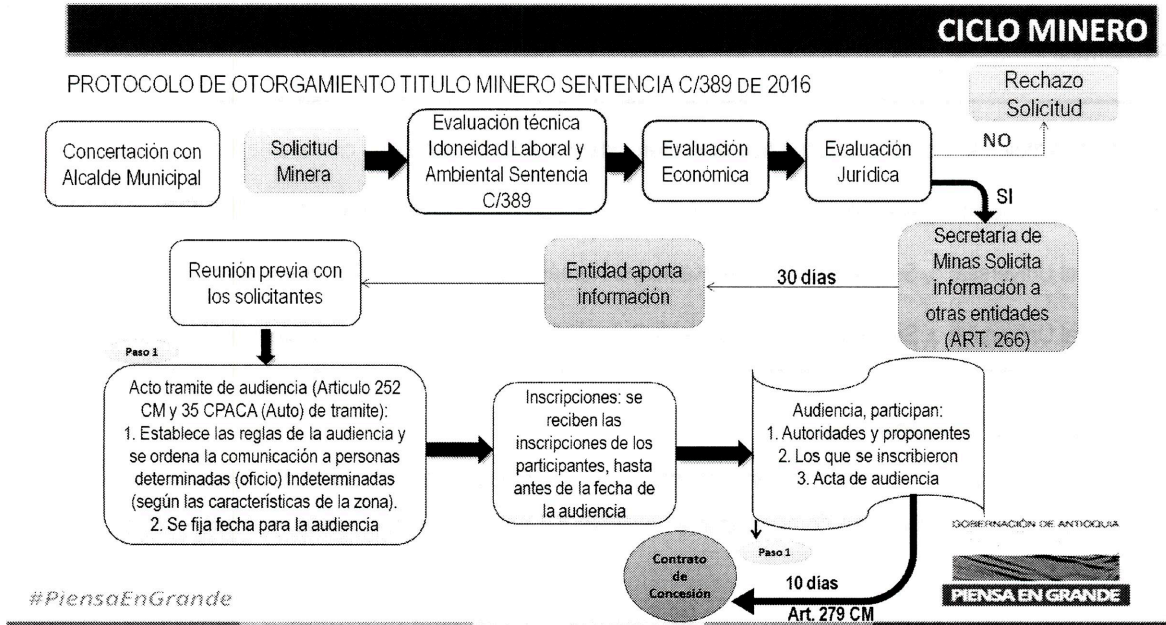 CICLO MINERO
PROTOCOLO DE OTORGAMIENTO TITULO MINERO SENTENCIA C/389 DE 2016
Rechazo
Solicitud
Concertación con
Alcalde Municipal
Solicitud
Minera
Evaluación técnica
Idoneidad Laboral y
Ambiental Sentencia
C/389
Evaluación
Económica
Evaluación
Jurídica
NO
SI
Secretaría de
Minas Solicita
información a
otras entidades
(ART. 266)
30 días
Entidad aporta
información
Reunión previa con
los solicitantes
Paso 1
Acto tramite de audiencia (Articulo 252
CM y 35 CPACA (Auto) de tramite):
1. Establece las reglas de la audiencia y
se ordena la comunicación a personas
determinadas (oficio) Indeterminadas
(según las características de la zona).
2. Se fija fecha para la audiencia
Inscripciones: se
reciben las
inscripciones de los
participantes, hasta
antes de la fecha de
la audiencia
Audiencia, participan:
1. Autoridades y proponentes
2. Los que se inscribieron
3. Acta de audiencia
Paso 1
Contrato
de
Concesión
10 días
Art. 279 CM
GOBERNACIÓN DE ANTIOQUIA
PIENSA EN GRANDE
#PiensaEnGrande